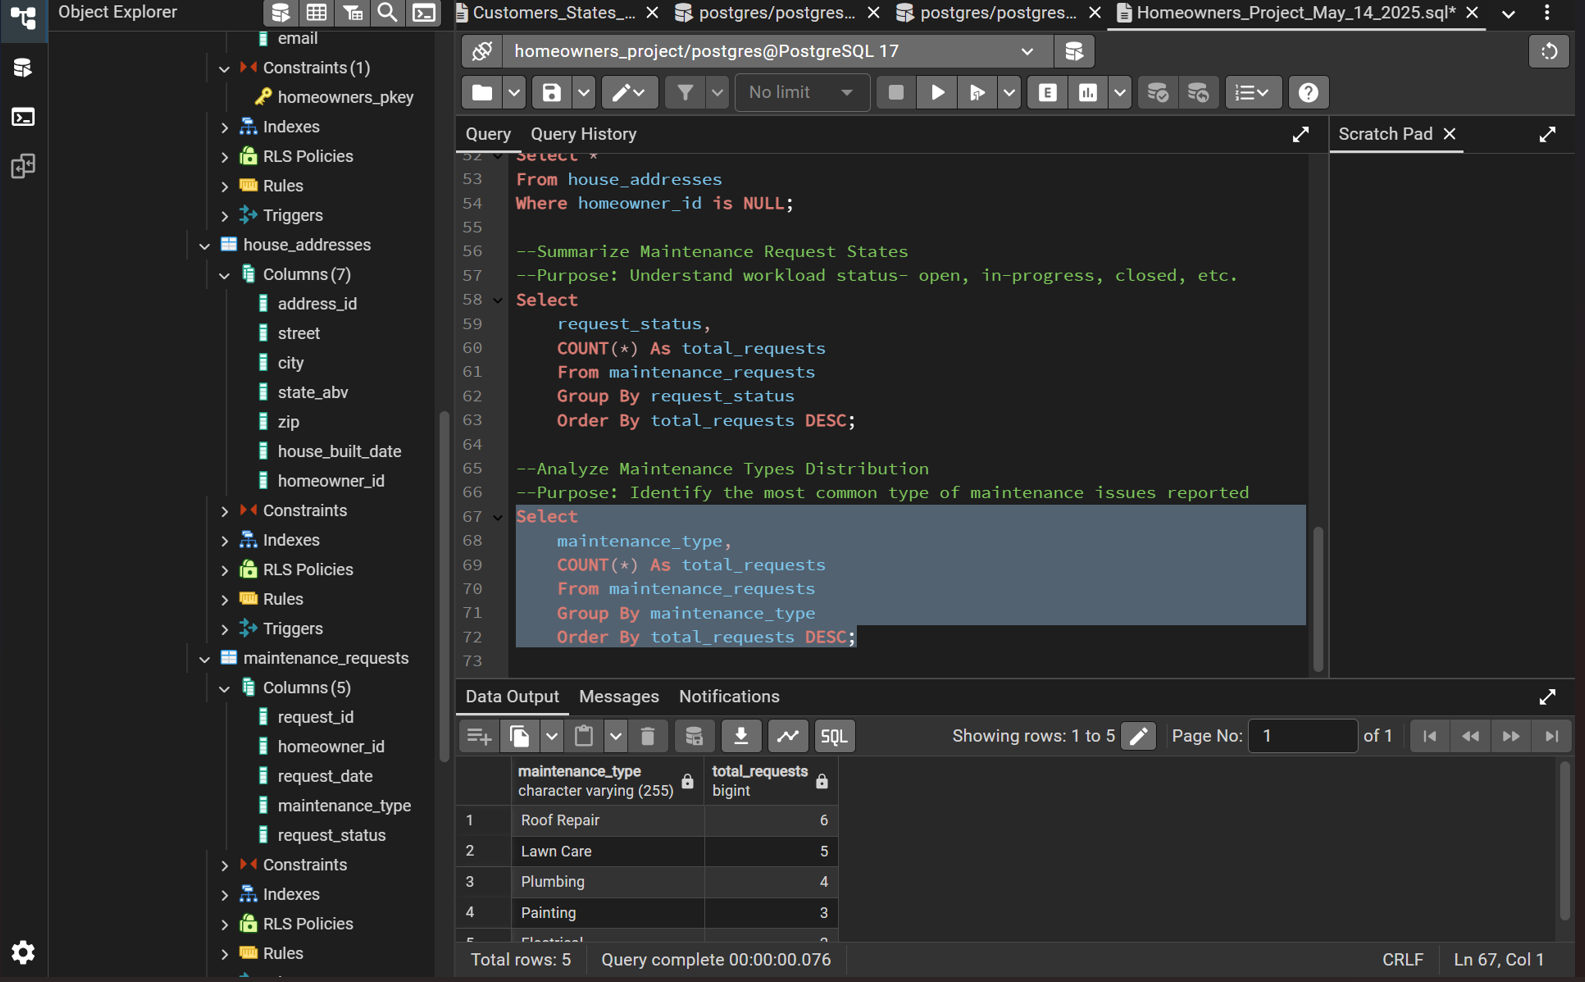 Object Explorer
email
Constraints (1)
homeowners_pkey
Indexes
RLS Policies
Rules
Triggers
house_addresses
Columns (7)
address_id
street
city
state_abv
zip
house_built_date
homeowner_id
Constraints
Indexes
RLS Policies
Rules
Triggers
maintenance_requests
Columns (5)
request_id
homeowner_id
request_date
maintenance_type
request_status
Constraints
Indexes
RLS Policies
Rules
Customers_States_... postgres/postgres... postgres/postgres... Homeowners_Project_May_14_2025.sql*
homeowners_project/postgres@PostgreSQL 17
No limit E
Query Query History Scratch Pad
52 Select *
53 From house_addresses
54 Where homeowner_id is NULL;
55
56 --Summarize Maintenance Request States
57 --Purpose: Understand workload status- open, in-progress, closed, etc.
58 Select
59 request_status,
60 COUNT(*) As total_requests
61 From maintenance_requests
62 Group By request_status
63 Order By total_requests DESC;
64
65 --Analyze Maintenance Types Distribution
66 --Purpose: Identify the most common type of maintenance issues reported
67 Select
68 maintenance_type,
69 COUNT(*) As total_requests
70 From maintenance_requests
71 Group By maintenance_type
72 Order By total_requests DESC;
73
Data Output Messages Notifications
SQL Showing rows: 1 to 5 Page No: 1 of 1
maintenance_type total_requests
character varying (255) bigint
1 Roof Repair 6
2 Lawn Care 5
3 Plumbing 4
4 Painting 3
5 Electrical
Total rows: 5 Query complete 00:00:00.076 CRLF Ln 67, Col 1